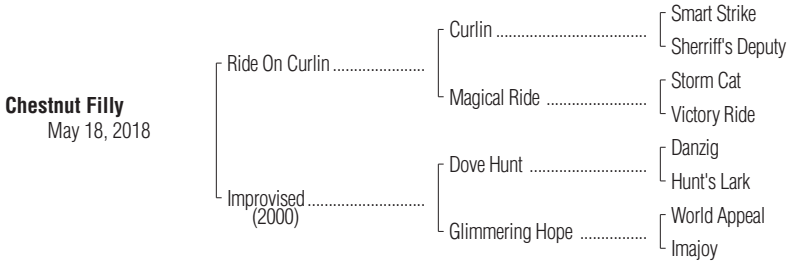 Chestnut Filly
May 18, 2018
Ride On Curlin
Improvised
(2000)
Curlin
Magical Ride
Dove Hunt
Glimmering Hope
Smart Strike
Sherriff's Deputy
Storm Cat
Victory Ride
Danzig
Hunt's Lark
World Appeal
Imajoy